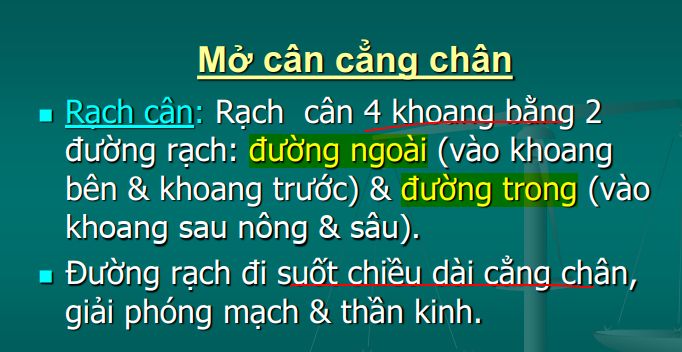 Mở cân cẳng chân
Rạch cân: Rạch cân 4 khoang bằng 2
đường rạch: đường ngoài (vào khoang
bên & khoang trước) & đường trong (vào
khoang sau nông & sâu).
Đường rạch đi suốt chiều dài cẳng chân,
giải phóng mạch & thần kinh.